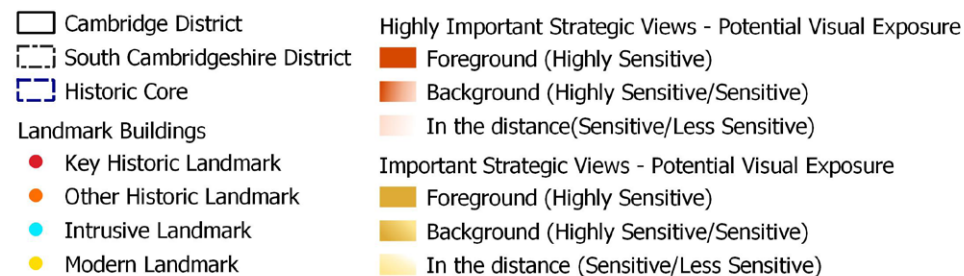 Cambridge District
South Cambridgeshire District
Historic Core
Landmark Buildings
Key Historic Landmark
Other Historic Landmark
Intrusive Landmark
Modern Landmark
Highly Important Strategic Views - Potential Visual Exposure
Foreground (Highly Sensitive)
Background (Highly Sensitive/Sensitive)
In the distance(Sensitive/Less Sensitive)
Important Strategic Views - Potential Visual Exposure
Foreground (Highly Sensitive)
Background (Highly Sensitive/Sensitive)
In the distance (Sensitive/Less Sensitive)